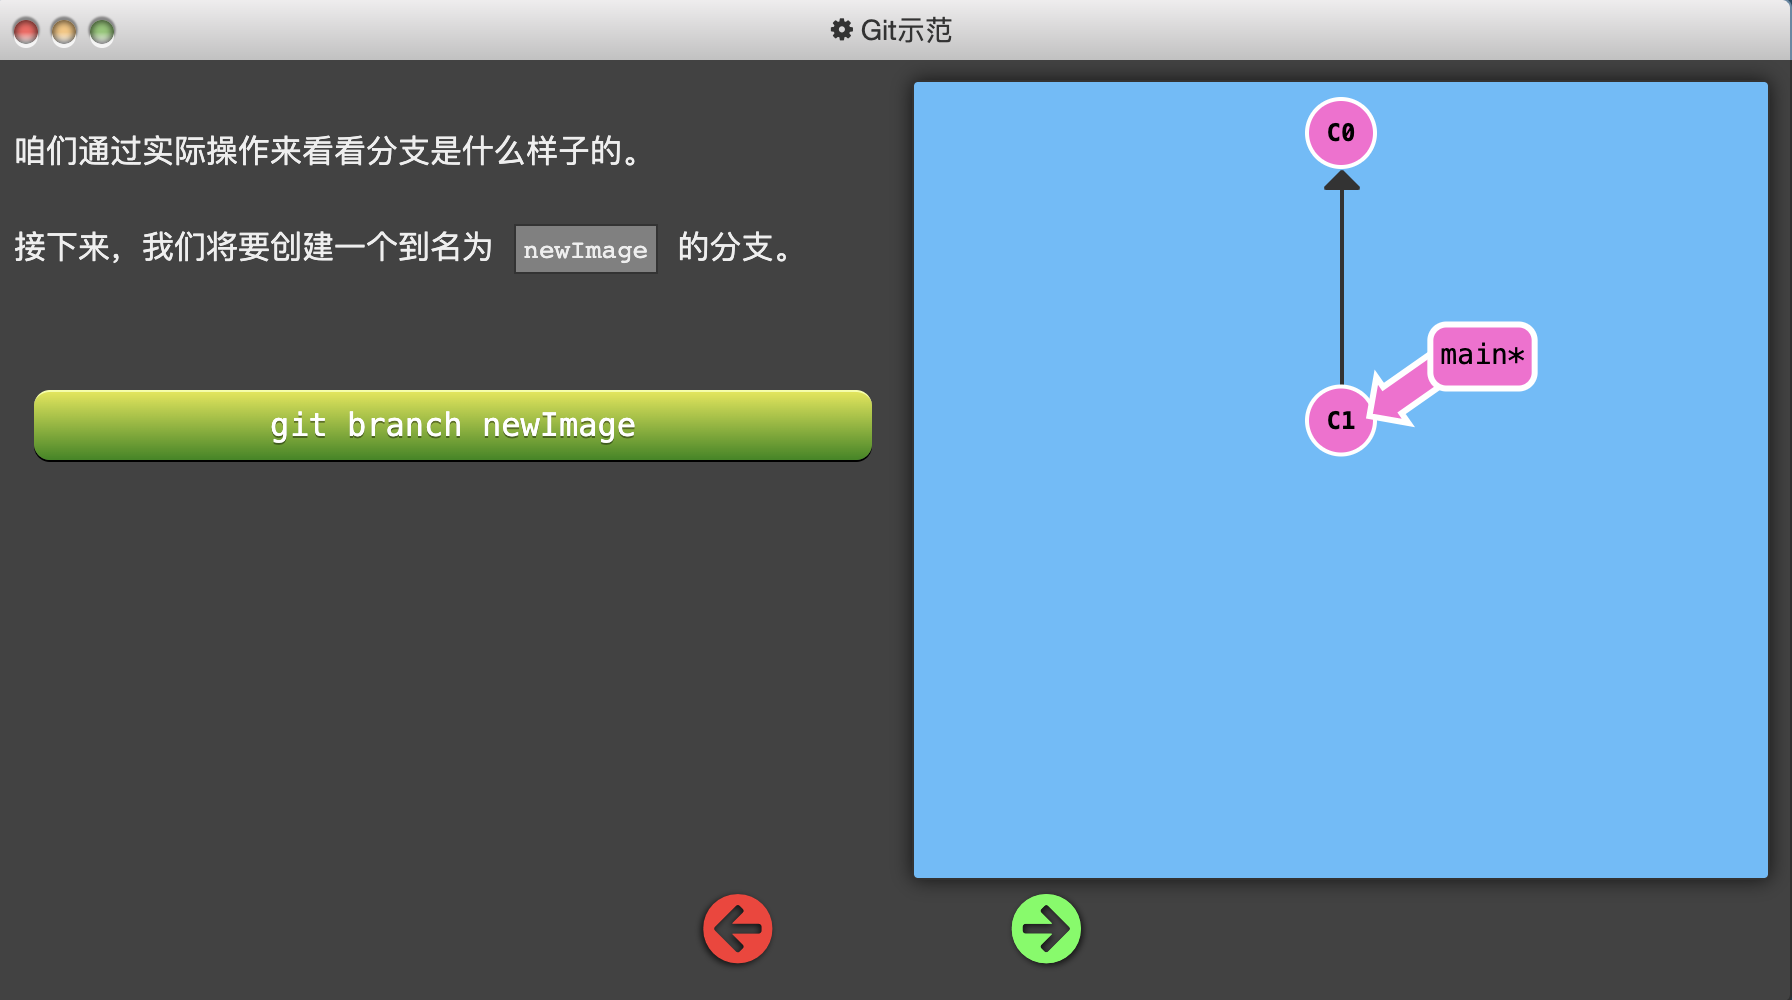 Git示范
咱们通过实际操作来看看分支是什么样子的。
接下来，我们将要创建一个到名为 newImage 的分支。
git branch newImage
C0
main*
C1